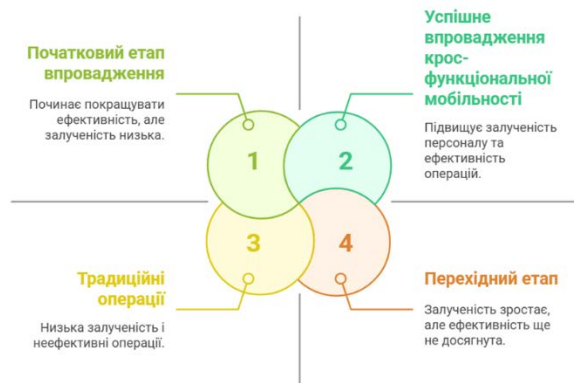 Початковий етап
впровадження
Починає покращувати
ефективність, але
залученість низька.
Успішне
впровадження
крос-
функціональної
мобільності
Підвищує залученість
персоналу та
ефективність
операцій.
1
2
3
4
Традиційні
операції
Низька залученість і
неефективні операції.
Перехідний етап
Залученість зростає,
але ефективність ще
не досягнута.